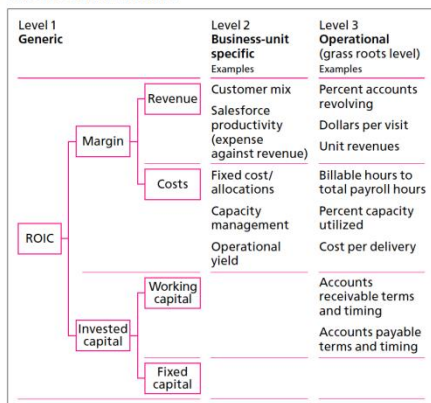 Level 1
Generic
Level 2
Business-unit
specific
Examples
Level 3
Operational
(grass roots level)
Examples
Revenue
Customer mix
Salesforce
productivity
(expense
against revenue)
Percent accounts
revolving
Dollars per visit
Unit revenues
Margin
Costs
Fixed cost/
allocations
Capacity
management
Operational
yield
Billable hours to
total payroll hours
Percent capacity
utilized
Cost per delivery
ROIC
Working
capital
Accounts
receivable terms
and timing
Accounts payable
terms and timing
Invested
capital
Fixed
capital